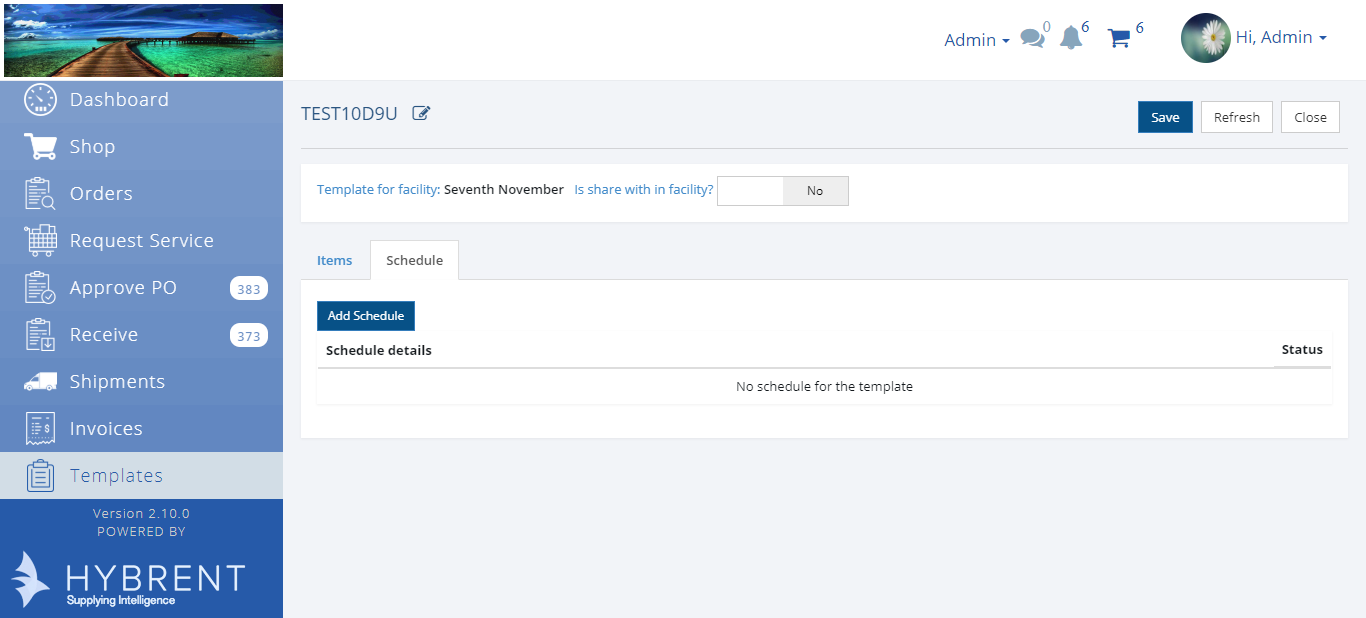 Admin 0 6 6 Hi, Admin
Dashboard
Shop
Orders
Request Service
Approve PO 383
Receive 373
Shipments
Invoices
Templates
Version 2.10.0
POWERED BY
HYBRENT
Supplying Intelligence
TEST10D9U
Save Refresh Close
Template for facility: Seventh November Is share with in facility? No
Items Schedule
Add Schedule
Schedule details Status
No schedule for the template